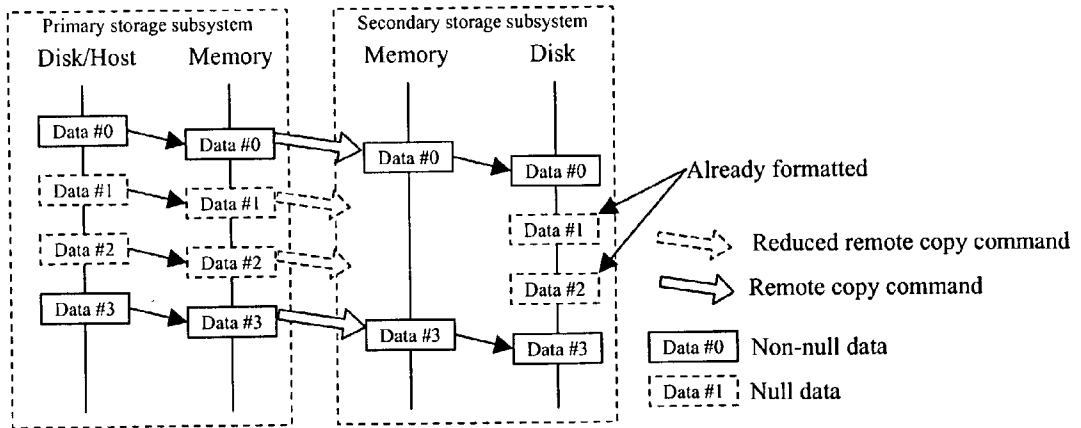 Primary storage subsystem
Disk/Host
Memory
Data #0
Data #0
Data #1
Data #1
Data #2
Data #2
Data #3
Data #3
Secondary storage subsystem
Memory
Disk
Data #0
Data #0
Data #1
Data #2
Data #3
Data #3
Already formatted
Reduced remote copy command
Remote copy command
Data #0
Non-null data
Data #1
Null data